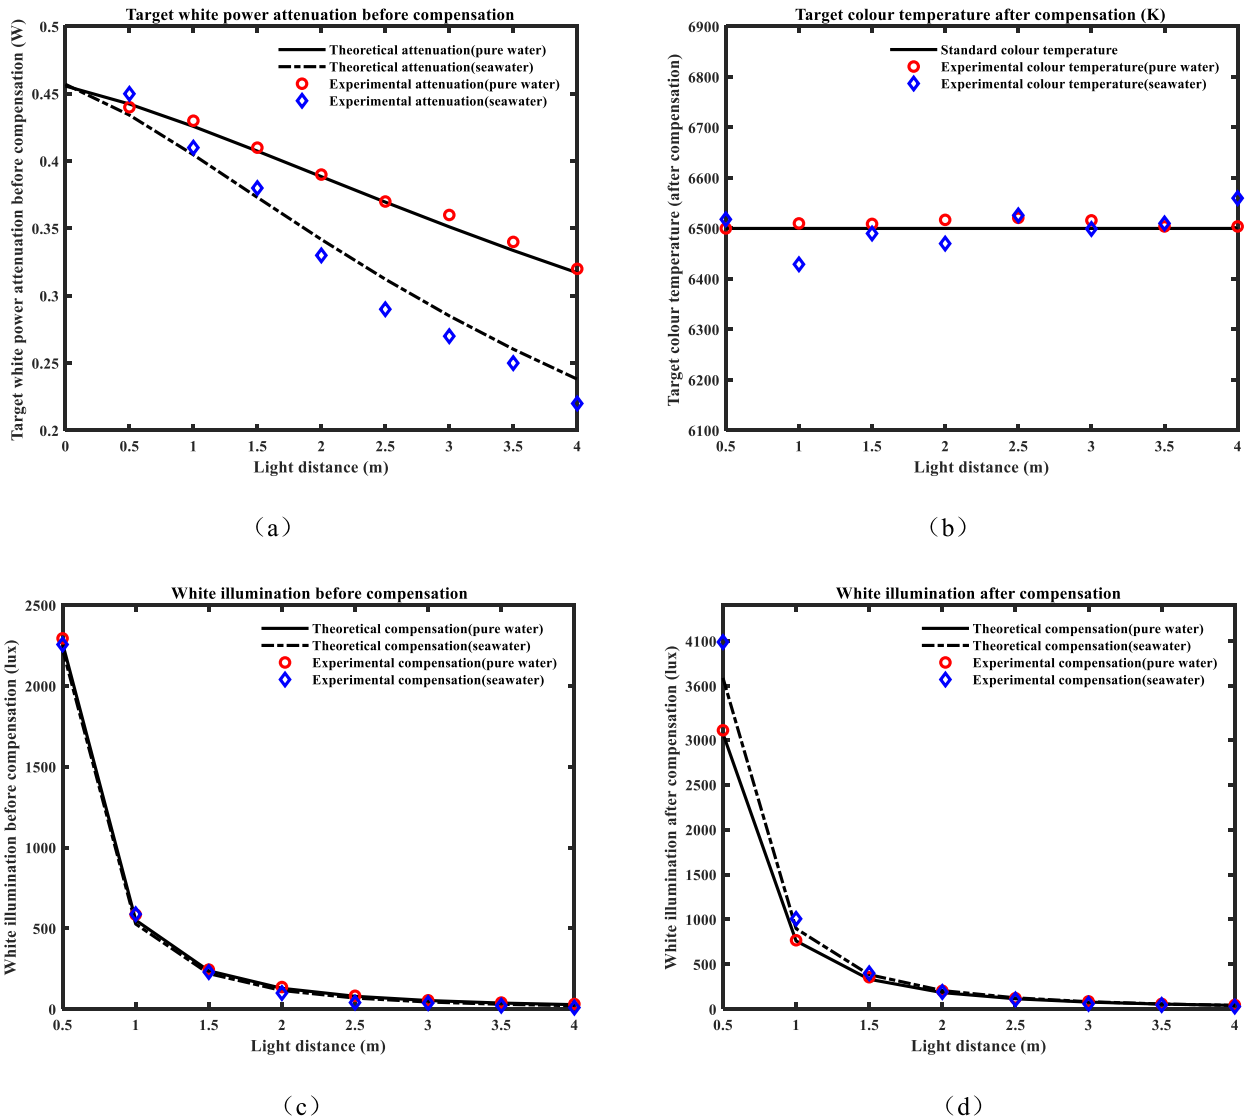 Target white power attenuation before compensation
Target white power attenuation before compensation (W)
0.5
0.45
0.4
0.35
0.3
0.25
0.2
Theoretical attenuation(pure water)
Theoretical attenuation(seawater)
Experimental attenuation(pure water)
Experimental attenuation(seawater)
0 0.5 1 1.5 2 2.5 3 3.5 4
Light distance (m)
(a)
Target colour temperature after compensation (K)
Target colour temperature (after compensation)
6900
6800
6700
6600
6500
6400
6300
6200
6100
Standard colour temperature
Experimental colour temperature(pure water)
Experimental colour temperature(seawater)
0.5 1 1.5 2 2.5 3 3.5 4
Light distance (m)
(b)
White illumination before compensation
White illumination before compensation (lux)
2500
2000
1500
1000
500
0
Theoretical compensation(pure water)
Theoretical compensation(seawater)
Experimental compensation(pure water)
Experimental compensation(seawater)
0.5 1 1.5 2 2.5 3 3.5 4
Light distance (m)
(c)
White illumination after compensation
White illumination after compensation (lux)
4100
3600
3000
2500
2000
1500
1000
500
0
Theoretical compensation(pure water)
Theoretical compensation(seawater)
Experimental compensation(pure water)
Experimental compensation(seawater)
0.5 1 1.5 2 2.5 3 3.5 4
Light distance (m)
(d)